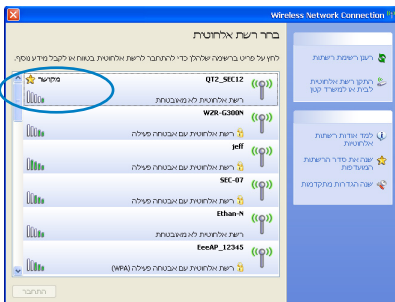 Wireless Network Connection
בחר רשת אלחוטית
לחץ על פריט ברשימה שלהלן כדי להתחבר לרשת אלחוטית בטווח או לקבל מידע נוסף.
רענן רשימת רשתות
התקן רשת אלחוטית
לבית או למשרד קטן
למד אודות רשתות
אלחוטיות
שנה את סדר הרשתות
המועדפות
שנה הגדרות מתקדמות
QT2_SEC12
מקושר
רשת אלחוטית לא מאובטחת
WZR-G300N
רשת אלחוטית עם אבטחה פעילה
jeff
רשת אלחוטית עם אבטחה פעילה
SEC-07
רשת אלחוטית עם אבטחה פעילה
Ethan-N
רשת אלחוטית לא מאובטחת
EeeAP_12345
רשת אלחוטית עם אבטחה פעילה (WPA)
התחבר